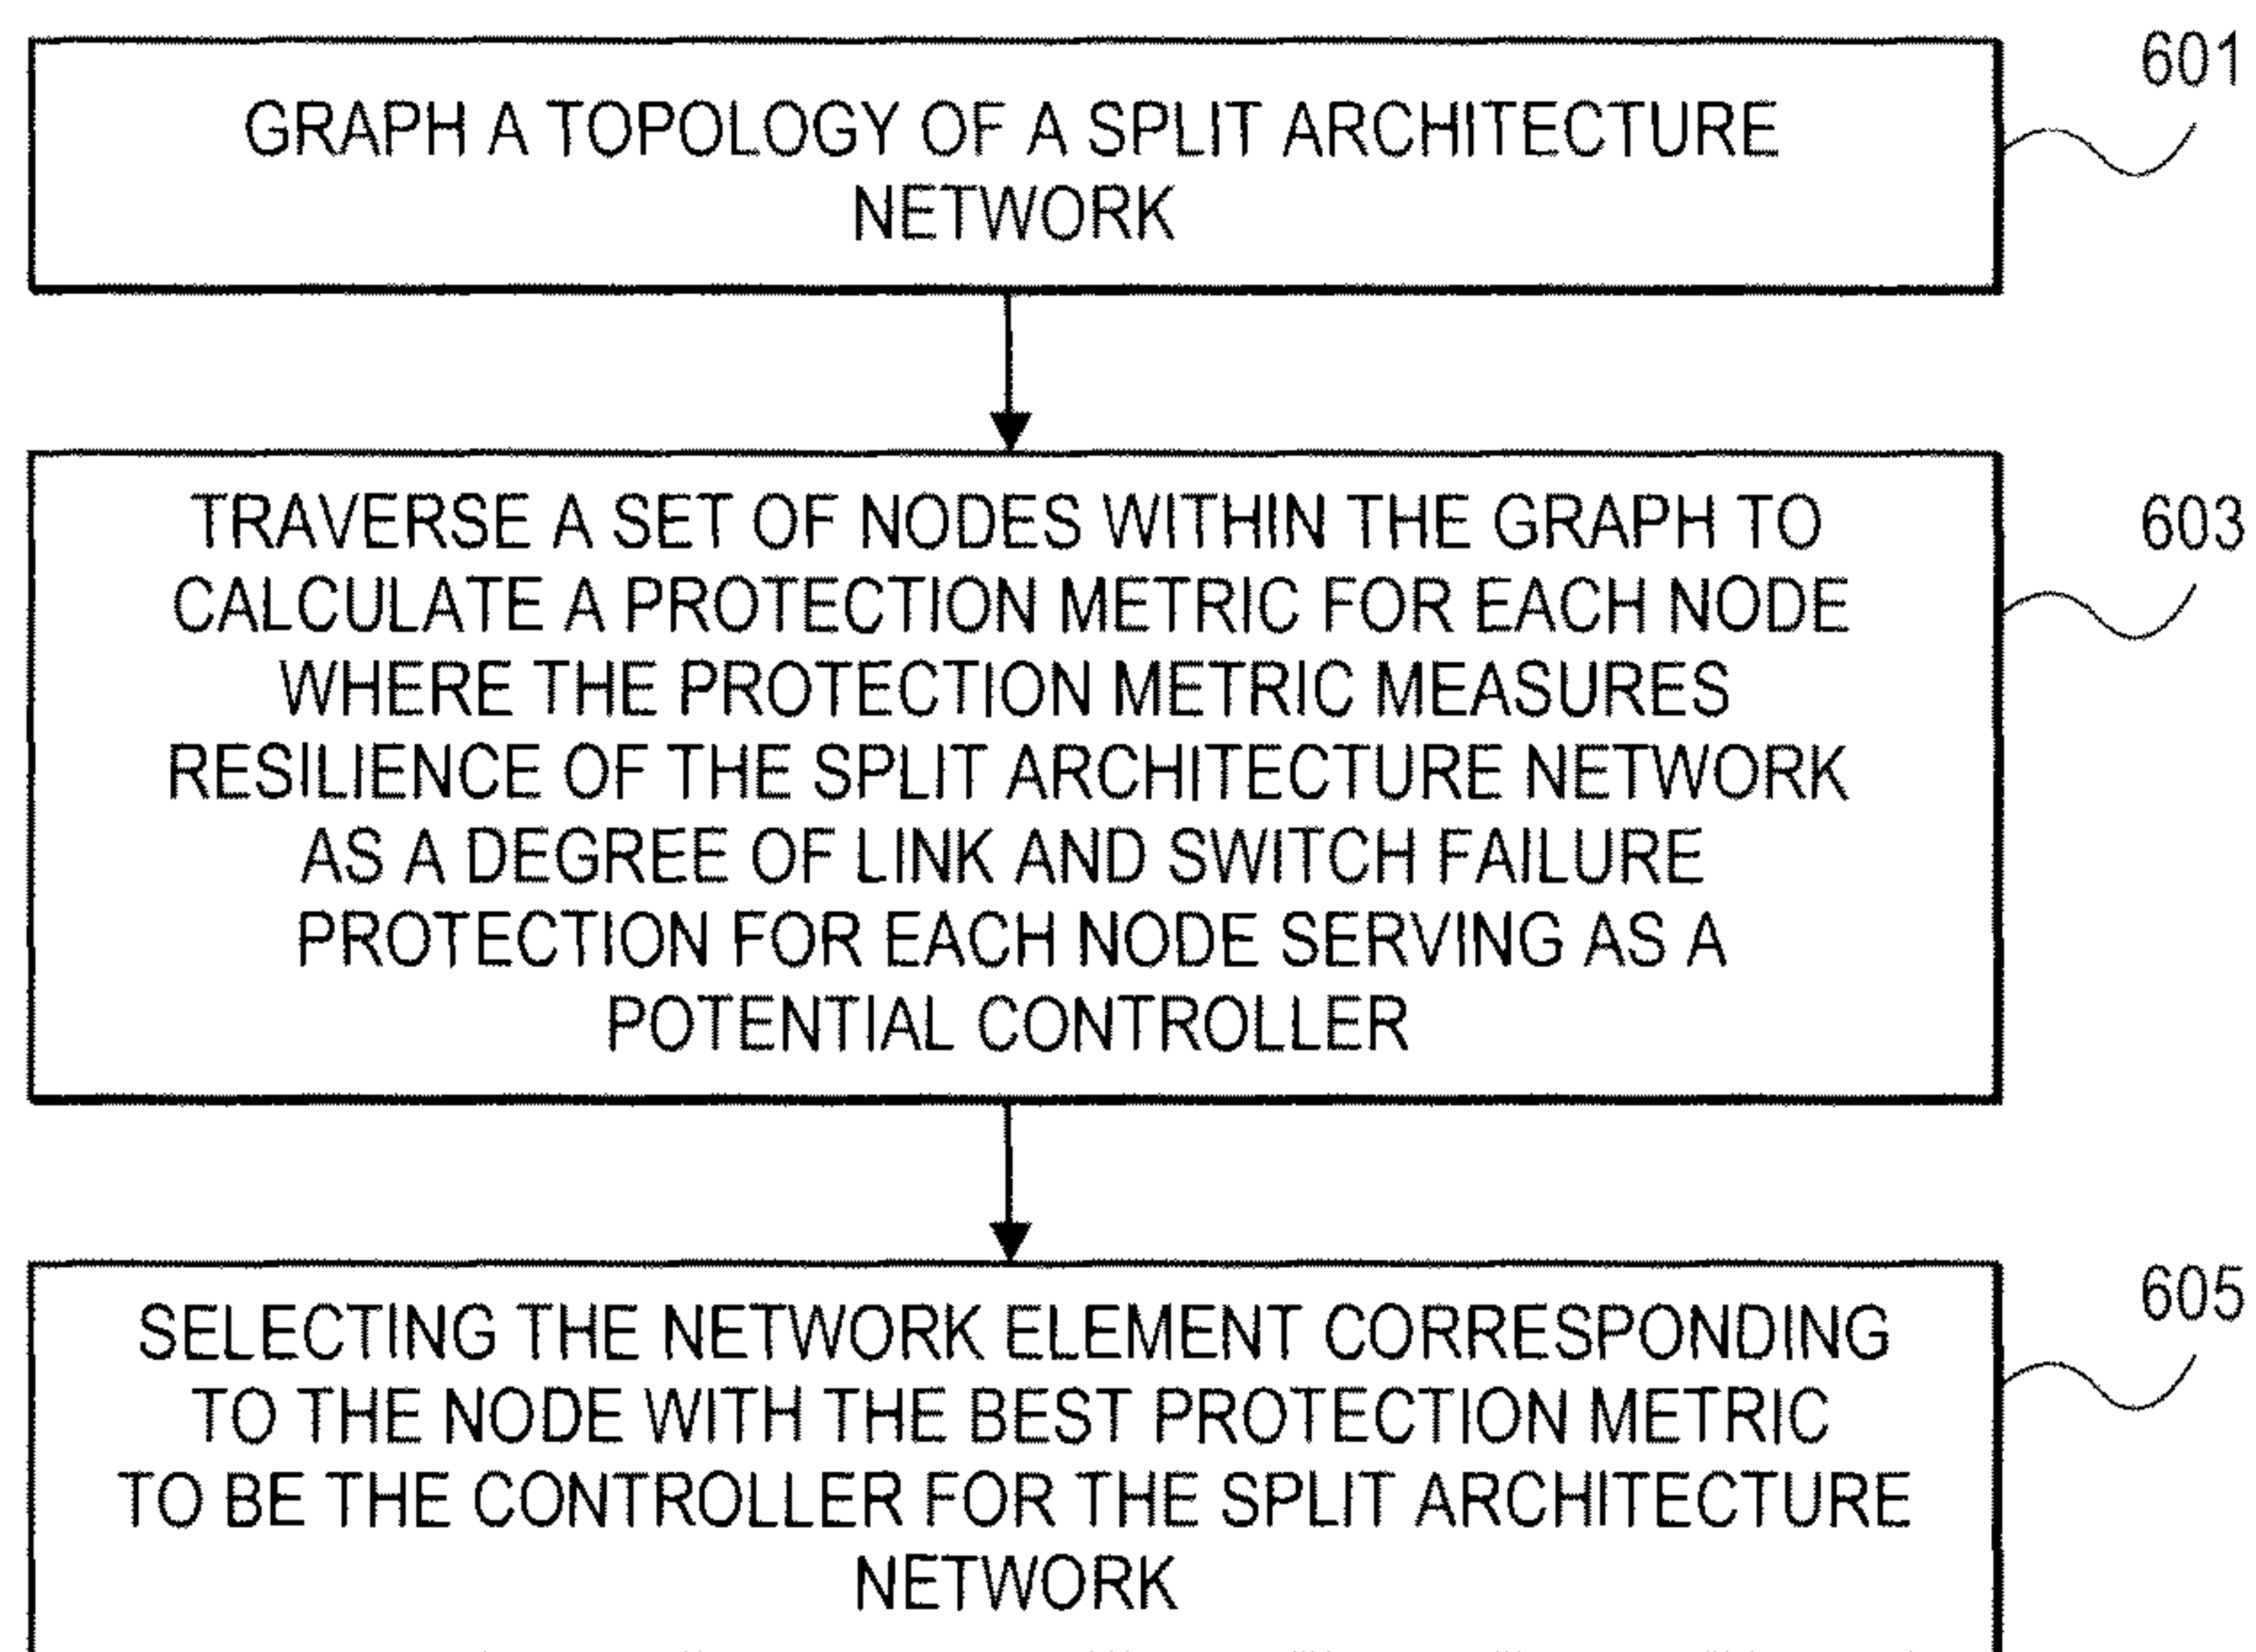 601
GRAPH A TOPOLOGY OF A SPLIT ARCHITECTURE
NETWORK
603
TRAVERSE A SET OF NODES WITHIN THE GRAPH TO
CALCULATE A PROTECTION METRIC FOR EACH NODE
WHERE THE PROTECTION METRIC MEASURES
RESILIENCE OF THE SPLIT ARCHITECTURE NETWORK
AS A DEGREE OF LINK AND SWITCH FAILURE
PROTECTION FOR EACH NODE SERVING AS A
POTENTIAL CONTROLLER
605
SELECTING THE NETWORK ELEMENT CORRESPONDING
TO THE NODE WITH THE BEST PROTECTION METRIC
TO BE THE CONTROLLER FOR THE SPLIT ARCHITECTURE
NETWORK